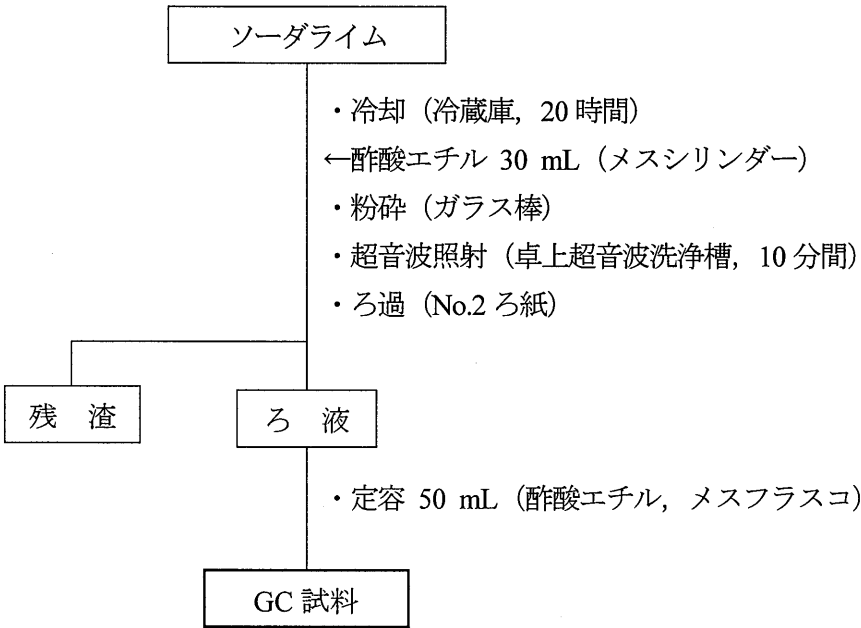 ソーダライム
・冷却（冷蔵庫，20 時間）
←酢酸エチル 30 mL（メスシリンダー）
・粉砕（ガラス棒）
・超音波照射（卓上超音波洗浄槽，10 分間）
・ろ過（No.2 ろ紙）
残　渣
ろ　液
・定容 50 mL（酢酸エチル，メスフラスコ）
GC 試料